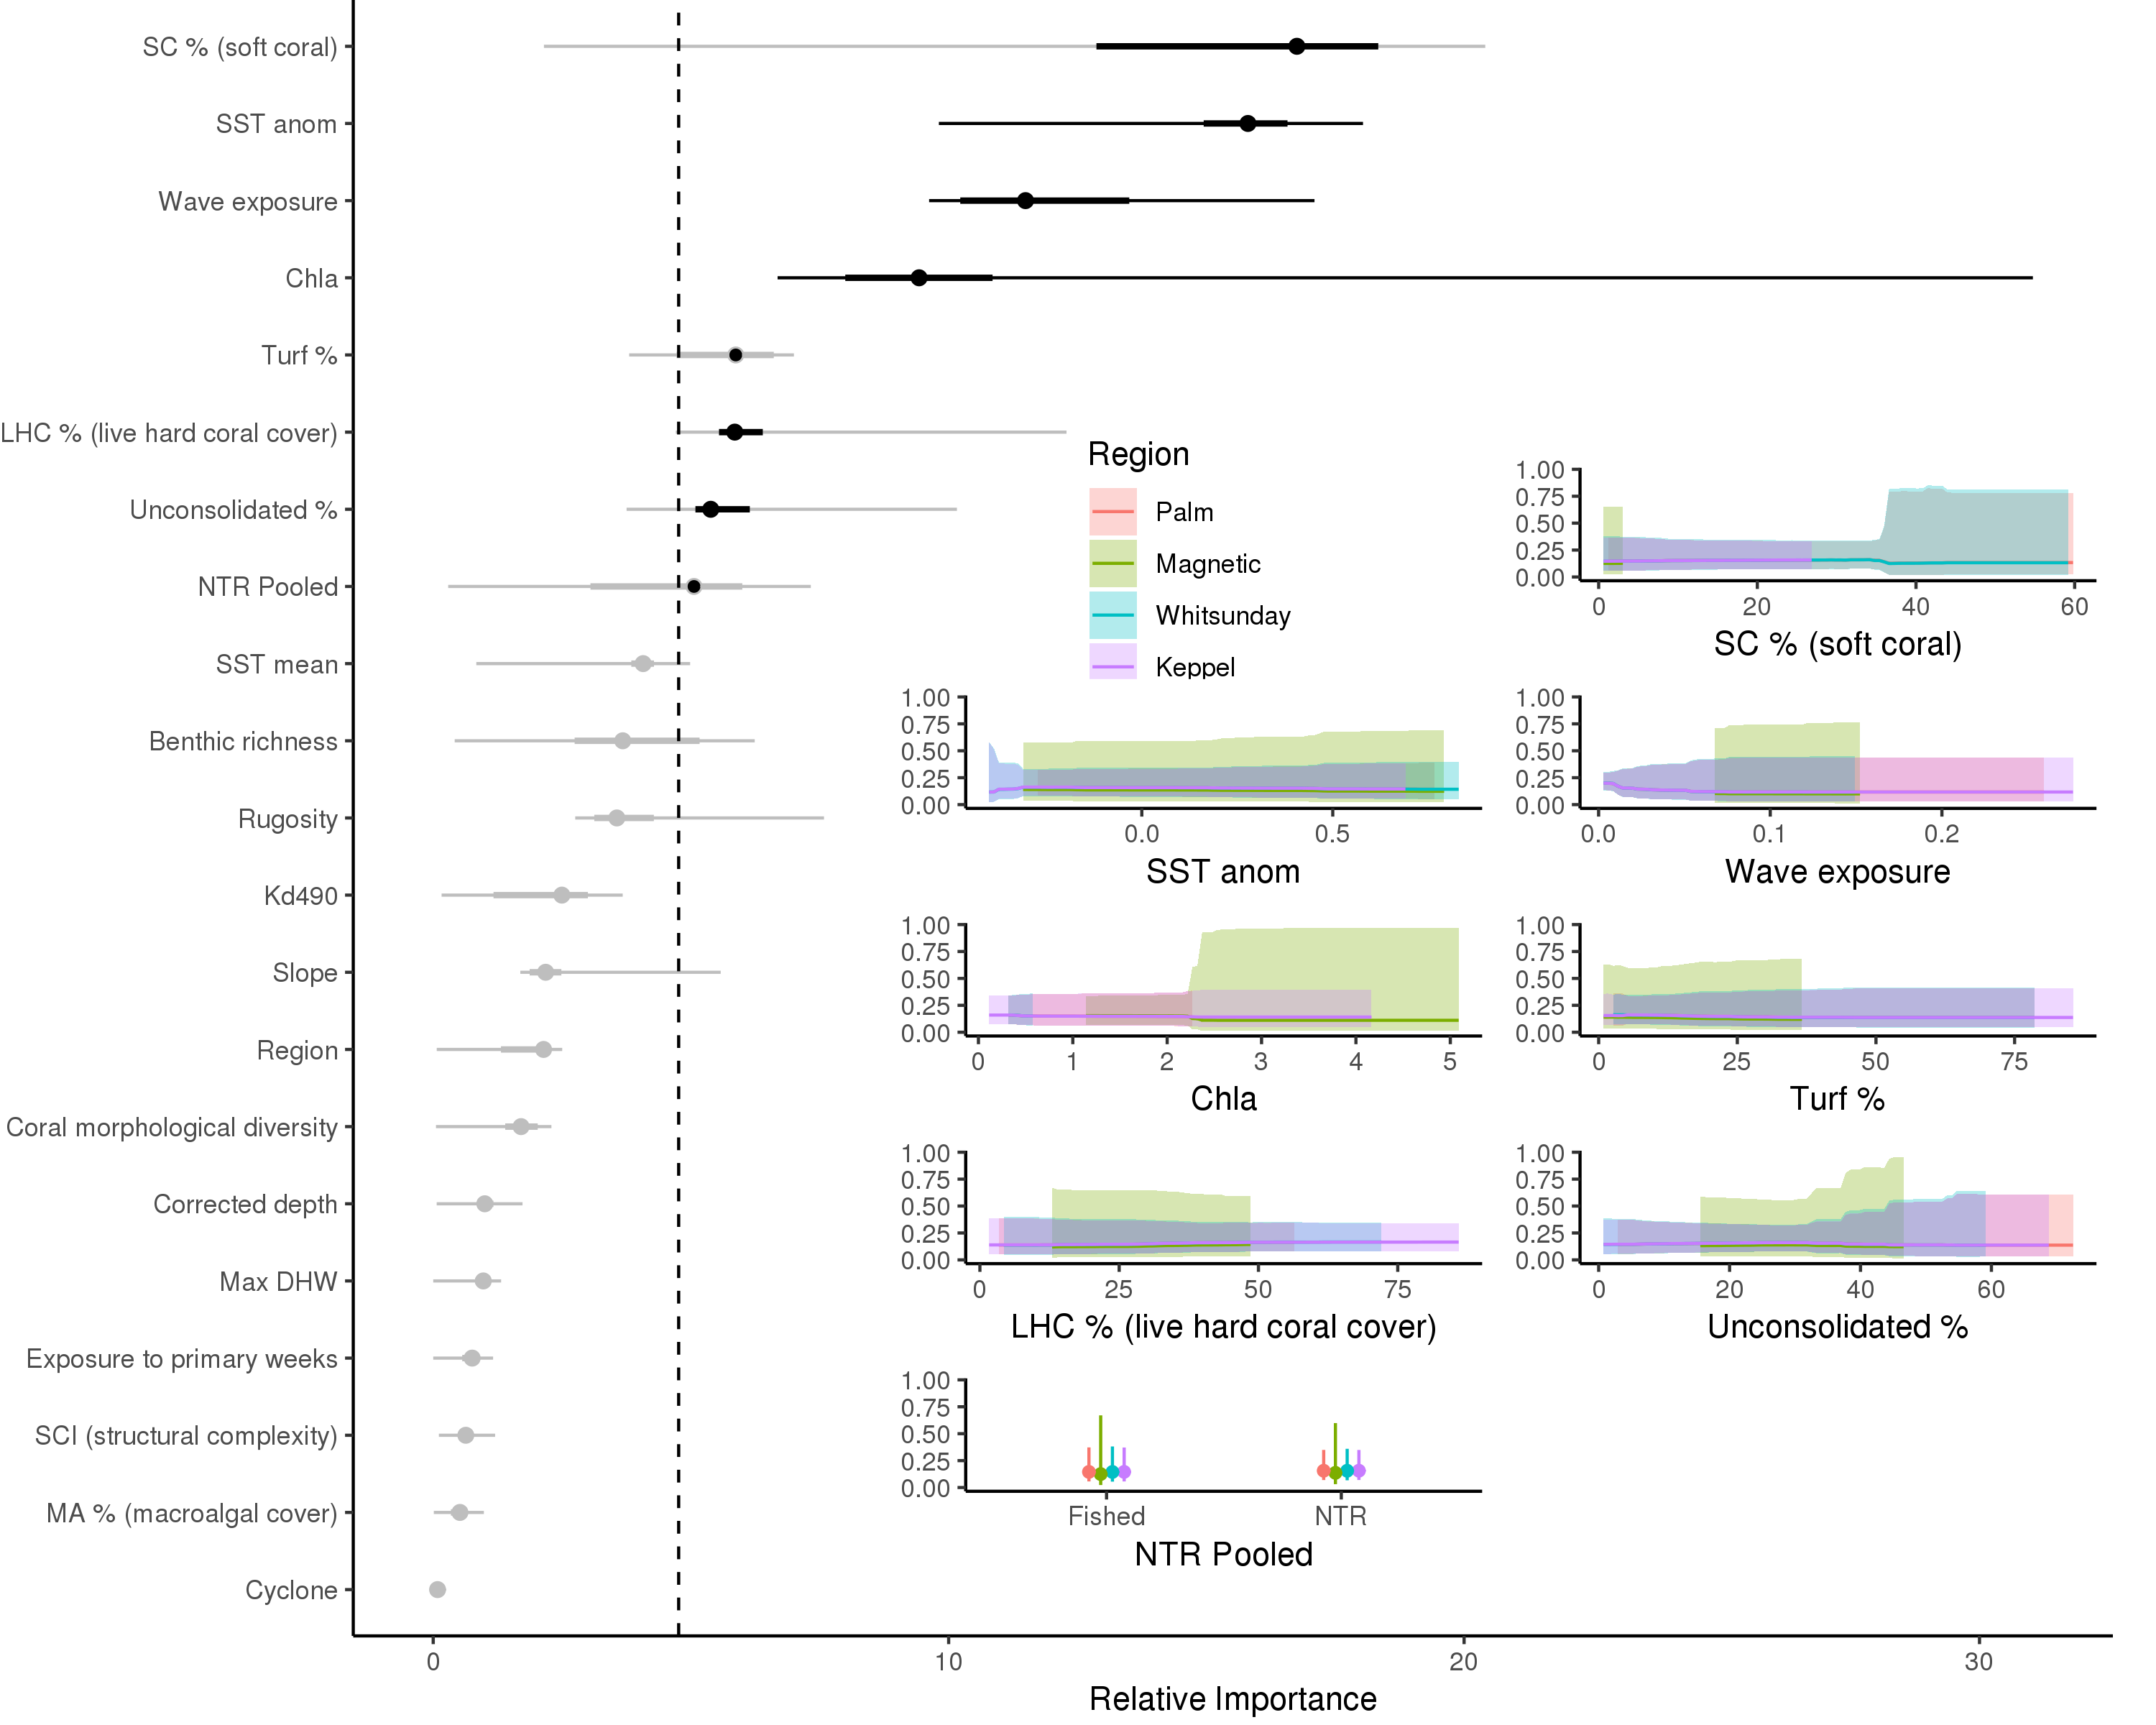 SC % (soft coral)
SST anom
Wave exposure
Chla
Turf %
LHC % (live hard coral cover)
Unconsolidated %
NTR Pooled
SST mean
Benthic richness
Rugosity
Kd490
Slope
Region
Coral morphological diversity
Corrected depth
Max DHW
Exposure to primary weeks
SCI (structural complexity)
MA % (macroalgal cover)
Cyclone
0 10 20 30
Relative Importance
Region
Palm
Magnetic
Whitsunday
Keppel
1.00
0.75
0.50
0.25
0.00
0 20 40 60
SC % (soft coral)
1.00
0.75
0.50
0.25
0.00
0.0 0.5
SST anom
1.00
0.75
0.50
0.25
0.00
0.0 0.1 0.2
Wave exposure
1.00
0.75
0.50
0.25
0.00
0 1 2 3 4 5
Chla
1.00
0.75
0.50
0.25
0.00
0 25 50 75
Turf %
1.00
0.75
0.50
0.25
0.00
0 25 50 75
LHC % (live hard coral cover)
1.00
0.75
0.50
0.25
0.00
0 20 40 60
Unconsolidated %
1.00
0.75
0.50
0.25
0.00
Fished NTR
NTR Pooled